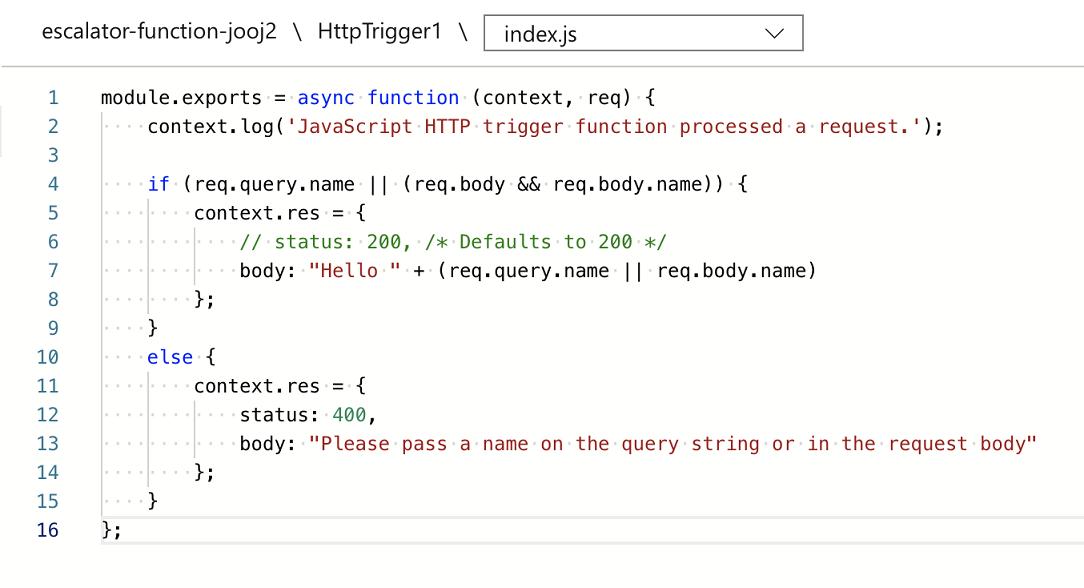 escalator-function-jooj2 \ HttpTrigger1 \ index.js
1 module.exports = async function (context, req) {
2     context.log('JavaScript HTTP trigger function processed a request.');
3
4     if (req.query.name || (req.body && req.body.name)) {
5         context.res = {
6             // status: 200, /* Defaults to 200 */
7             body: "Hello " + (req.query.name || req.body.name)
8         };
9     }
10     else {
11         context.res = {
12             status: 400,
13             body: "Please pass a name on the query string or in the request body"
14         };
15     }
16 };